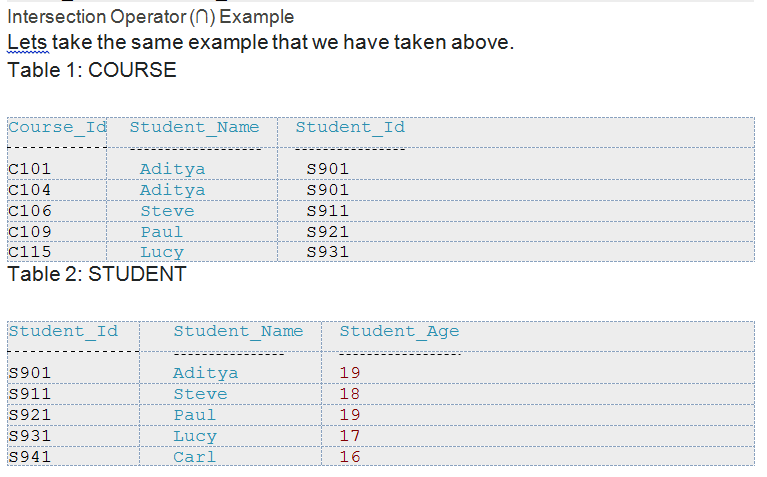 Intersection Operator (∩) Example
Lets take the same example that we have taken above.
Table 1: COURSE
Course_Id Student_Name Student_Id
--------- ------------ ----------
C101 Aditya S901
C104 Aditya S901
C106 Steve S911
C109 Paul S921
C115 Lucy S931
Table 2: STUDENT
Student_Id Student_Name Student_Age
---------- ---------- -----------
S901 Aditya 19
S911 Steve 18
S921 Paul 19
S931 Lucy 17
S941 Carl 16